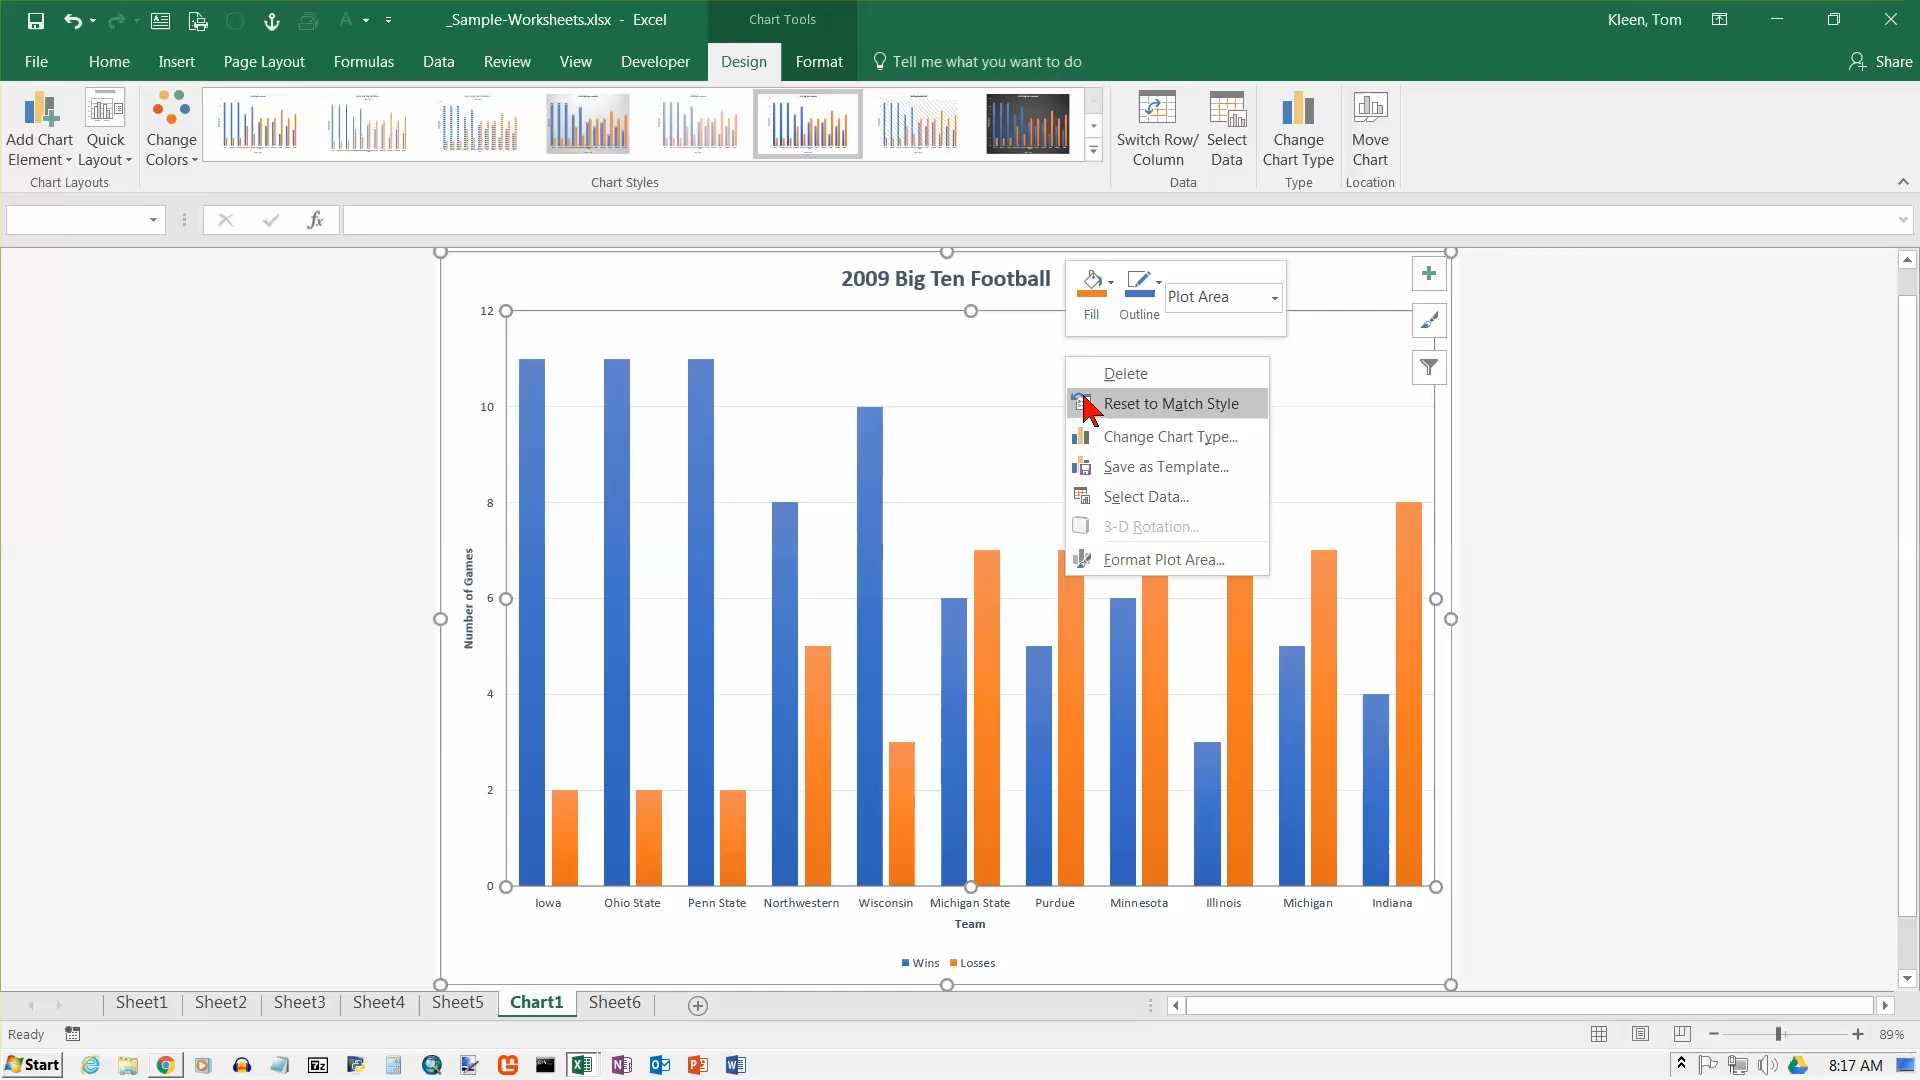 _Sample-Worksheets.xlsx - Excel
Chart Tools
Kleen, Tom
File Home Insert Page Layout Formulas Data Review View Developer Design Format Tell me what you want to do Share
Add Chart Element
Quick Layout
Change Colors
Switch Row/ Column
Select Data
Change Chart Type
Move Chart
Chart Layouts
Chart Styles
Data
Type
Location
fx
2009 Big Ten Football
Fill
Outline
Plot Area
Delete
Reset to Match Style
Change Chart Type...
Save as Template...
Select Data...
3-D Rotation...
Format Plot Area...
12
10
8
6
4
2
0
Number of Games
Iowa Ohio State Penn State Northwestern Wisconsin Michigan State Purdue Minnesota Illinois Michigan Indiana
Team
Wins Losses
Sheet1 Sheet2 Sheet3 Sheet4 Sheet5 Chart1 Sheet6
Ready
89%
Start
8:17 AM